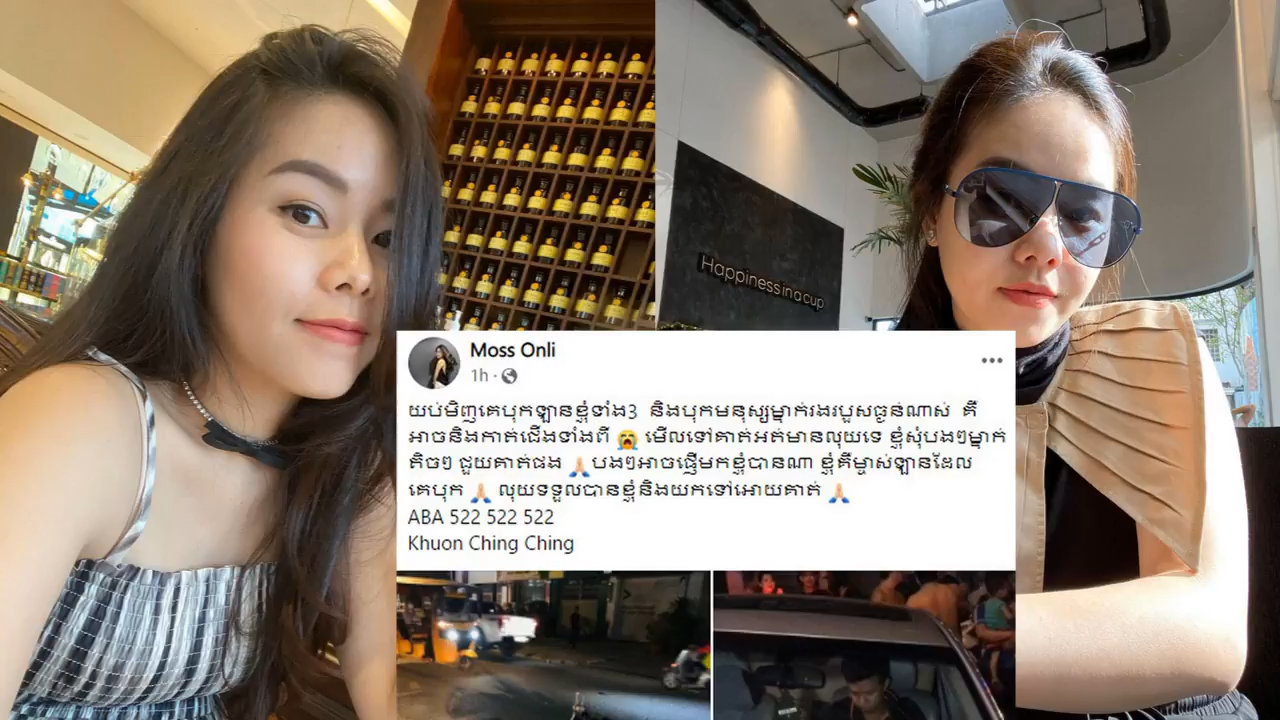 Happiness in a cup
Moss Onli
1h ·
យប់មិញគេបុកឡានខ្ញុំទាំង3 និងបុកមនុស្សម្នាក់រងរបួសធ្ងន់ណាស់ គឺ
អាចនិងកាត់ជើងទាំងពី 😭 មើលទៅគាត់អត់មានលុយទេ ខ្ញុំសុំបងៗម្នាក់
តិចៗ ជួយគាត់ផង 🙏🏻 បងៗអាចផ្ញើមកខ្ញុំបានណា ខ្ញុំគឺម្ចាស់ឡានដែល
គេបុក 🙏🏻 លុយទទួលបានខ្ញុំនិងយកទៅអោយគាត់ 🙏🏻
ABA 522 522 522
Khuon Ching Ching